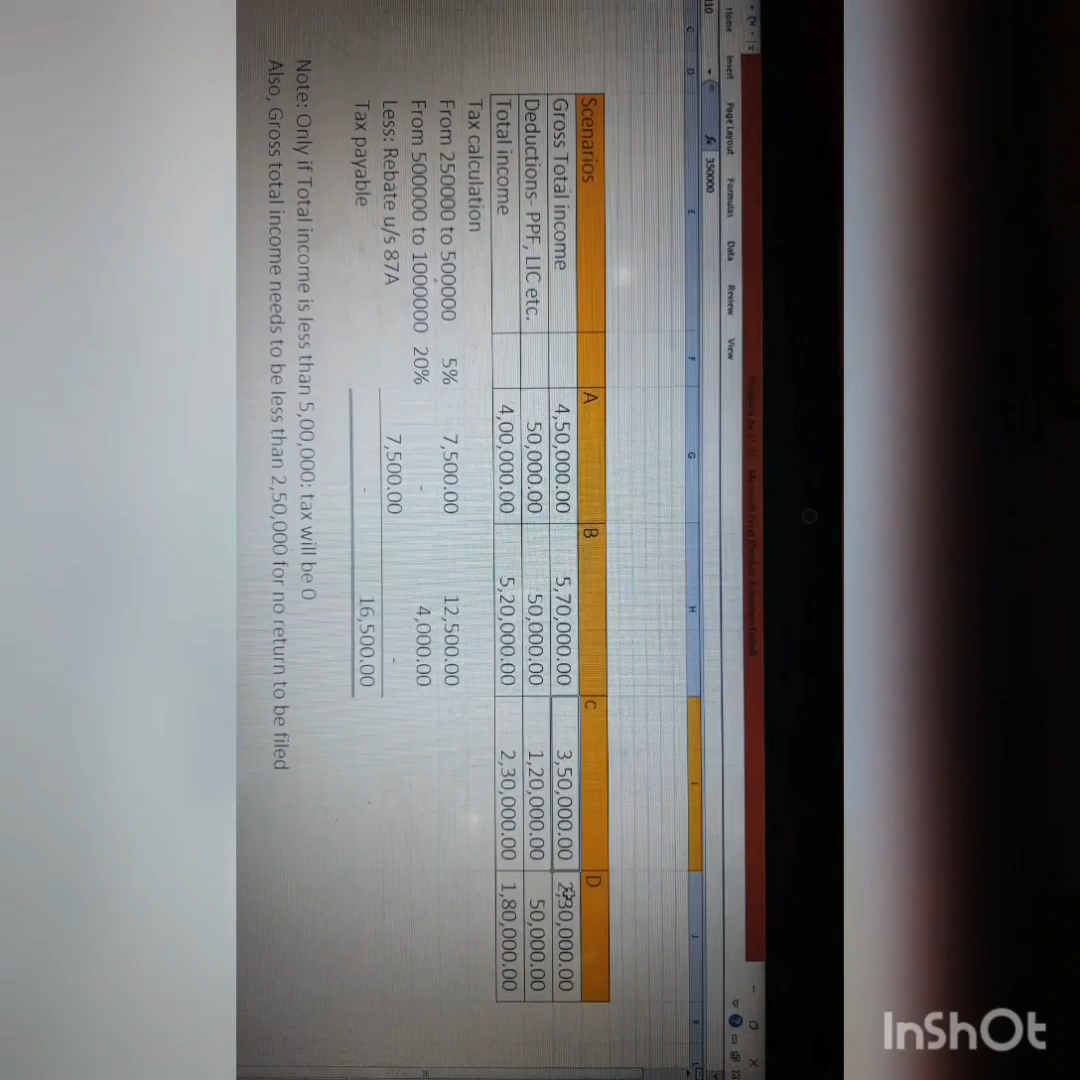 Home Insert Page Layout Formulas Data Review View
fx 350000
C D E F G H I J K L
Scenarios A B C D
Gross Total income 4,50,000.00 5,70,000.00 3,50,000.00 2,30,000.00
Deductions- PPF, LIC etc. 50,000.00 50,000.00 1,20,000.00 50,000.00
Total income 4,00,000.00 5,20,000.00 2,30,000.00 1,80,000.00
Tax calculation
From 250000 to 500000 5% 7,500.00 12,500.00
From 500000 to 1000000 20% - 4,000.00
Less: Rebate u/s 87A 7,500.00 -
Tax payable - 16,500.00
Note: Only if Total income is less than 5,00,000: tax will be 0
Also, Gross total income needs to be less than 2,50,000 for no return to be filed
InShOt